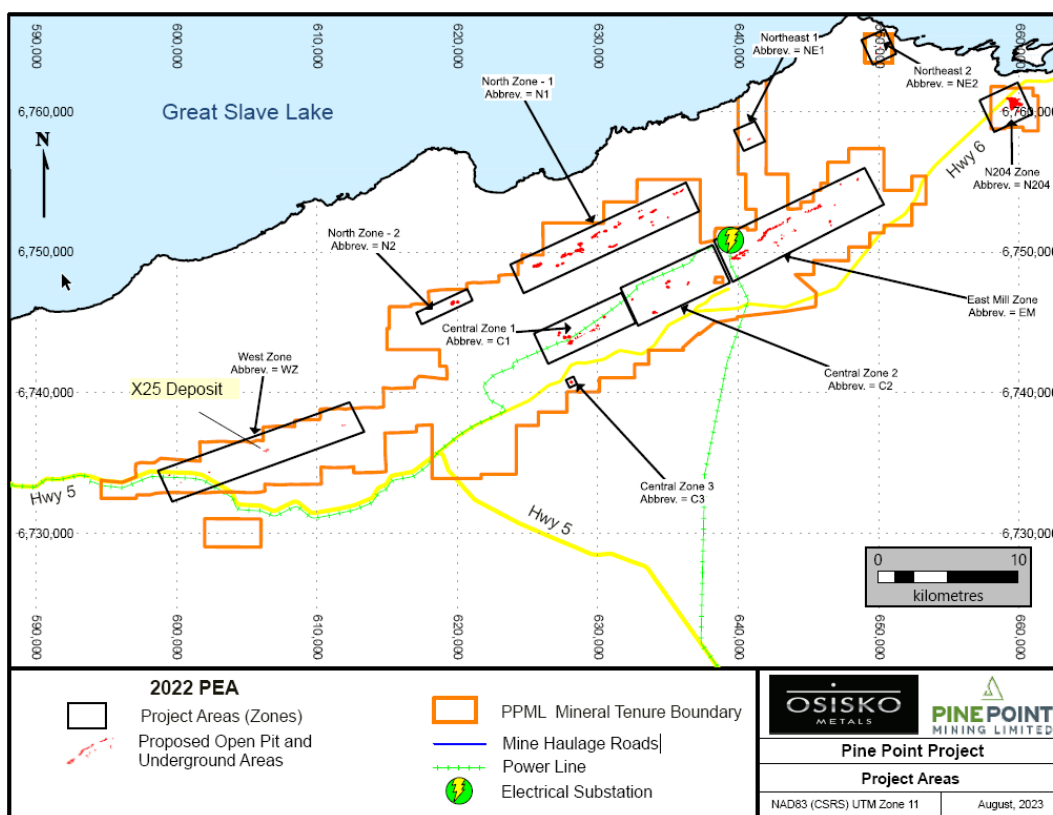 590,000
600,000
610,000
620,000
630,000
640,000
650,000
660,000
Northeast 1
Abbrev. = NE1
Northeast 2
Abbrev. = NE2
North Zone - 1
Abbrev. = N1
6,760,000
Great Slave Lake
6,760,000
N
Hwy 6
N204 Zone
Abbrev. = N204
North Zone - 2
Abbrev. = N2
6,750,000
6,750,000
East Mill Zone
Abbrev. = EM
Central Zone 1
Abbrev. = C1
West Zone
Abbrev. = WZ
Central Zone 2
Abbrev. = C2
X25 Deposit
6,740,000
6,740,000
Hwy 5
Central Zone 3
Abbrev. = C3
Hwy 5
6,730,000
6,730,000
0 10
kilometres
590,000
600,000
610,000
620,000
630,000
640,000
650,000
660,000
2022 PEA
Project Areas (Zones)
Proposed Open Pit and
Underground Areas
PPML Mineral Tenure Boundary
Mine Haulage Roads
Power Line
Electrical Substation
OSISKO
METALS
PINE POINT
MINING LIMITED
Pine Point Project
Project Areas
NAD83 (CSRS) UTM Zone 11
August, 2023